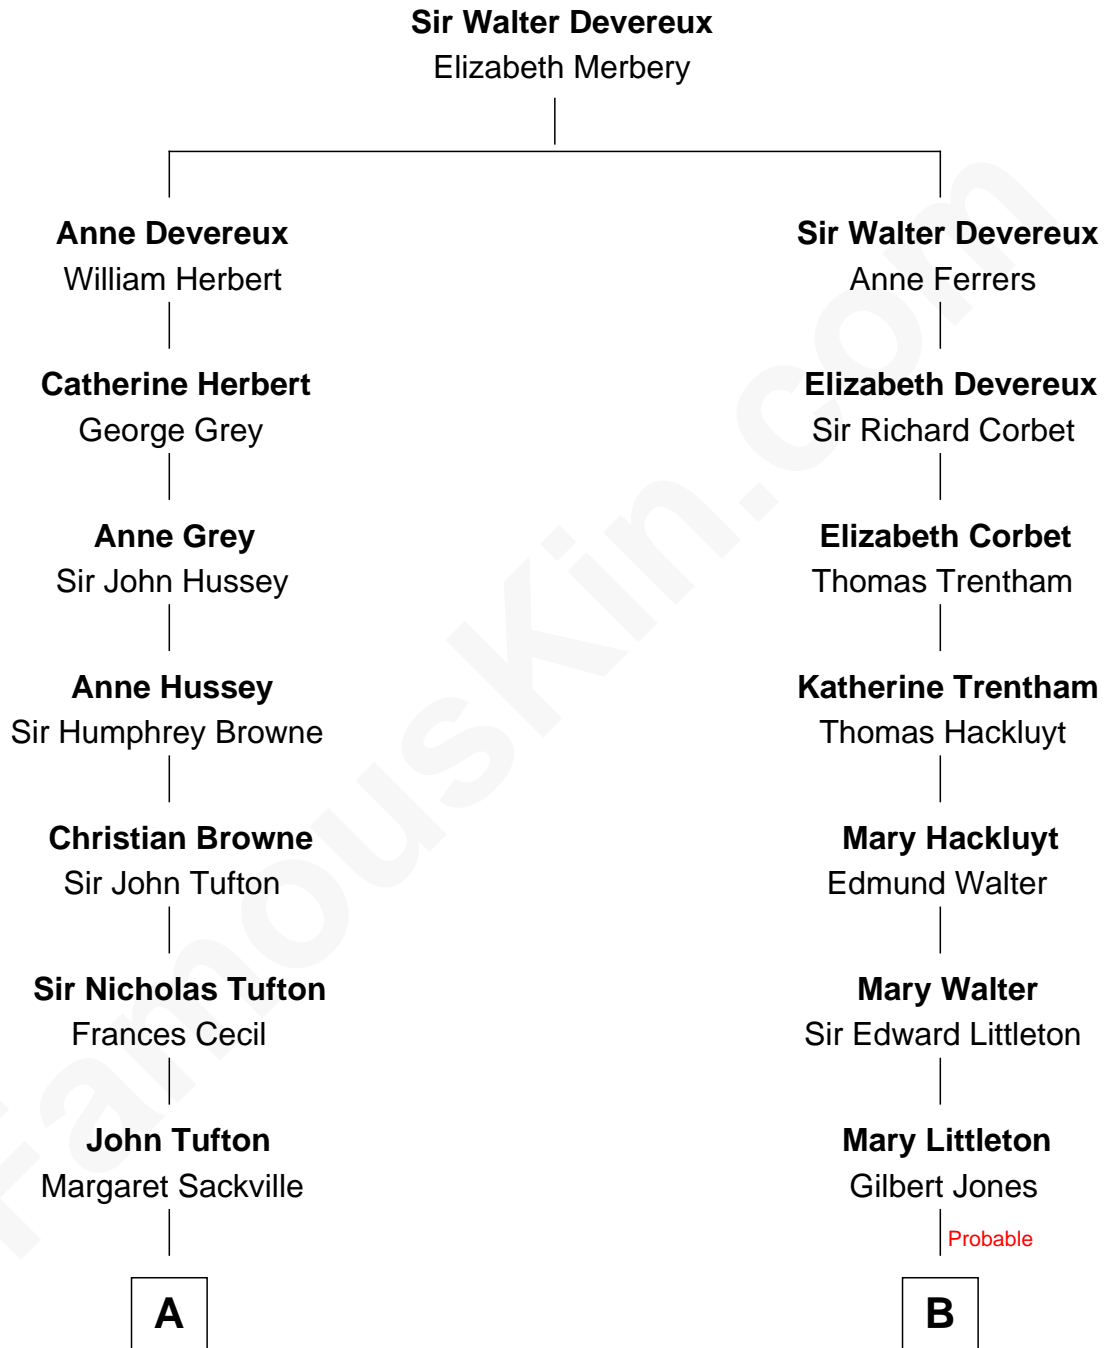 Sir Walter Devereux
Elizabeth Merbery
Anne Devereux
William Herbert
Sir Walter Devereux
Anne Ferrers
Catherine Herbert
George Grey
Elizabeth Devereux
Sir Richard Corbet
Anne Grey
Sir John Hussey
Elizabeth Corbet
Thomas Trentham
Anne Hussey
Sir Humphrey Browne
Katherine Trentham
Thomas Hackluyt
Christian Browne
Sir John Tufton
Mary Hackluyt
Edmund Walter
Sir Nicholas Tufton
Frances Cecil
Mary Walter
Sir Edward Littleton
John Tufton
Margaret Sackville
Mary Littleton
Gilbert Jones
Probable
A
B
FamousKin.com